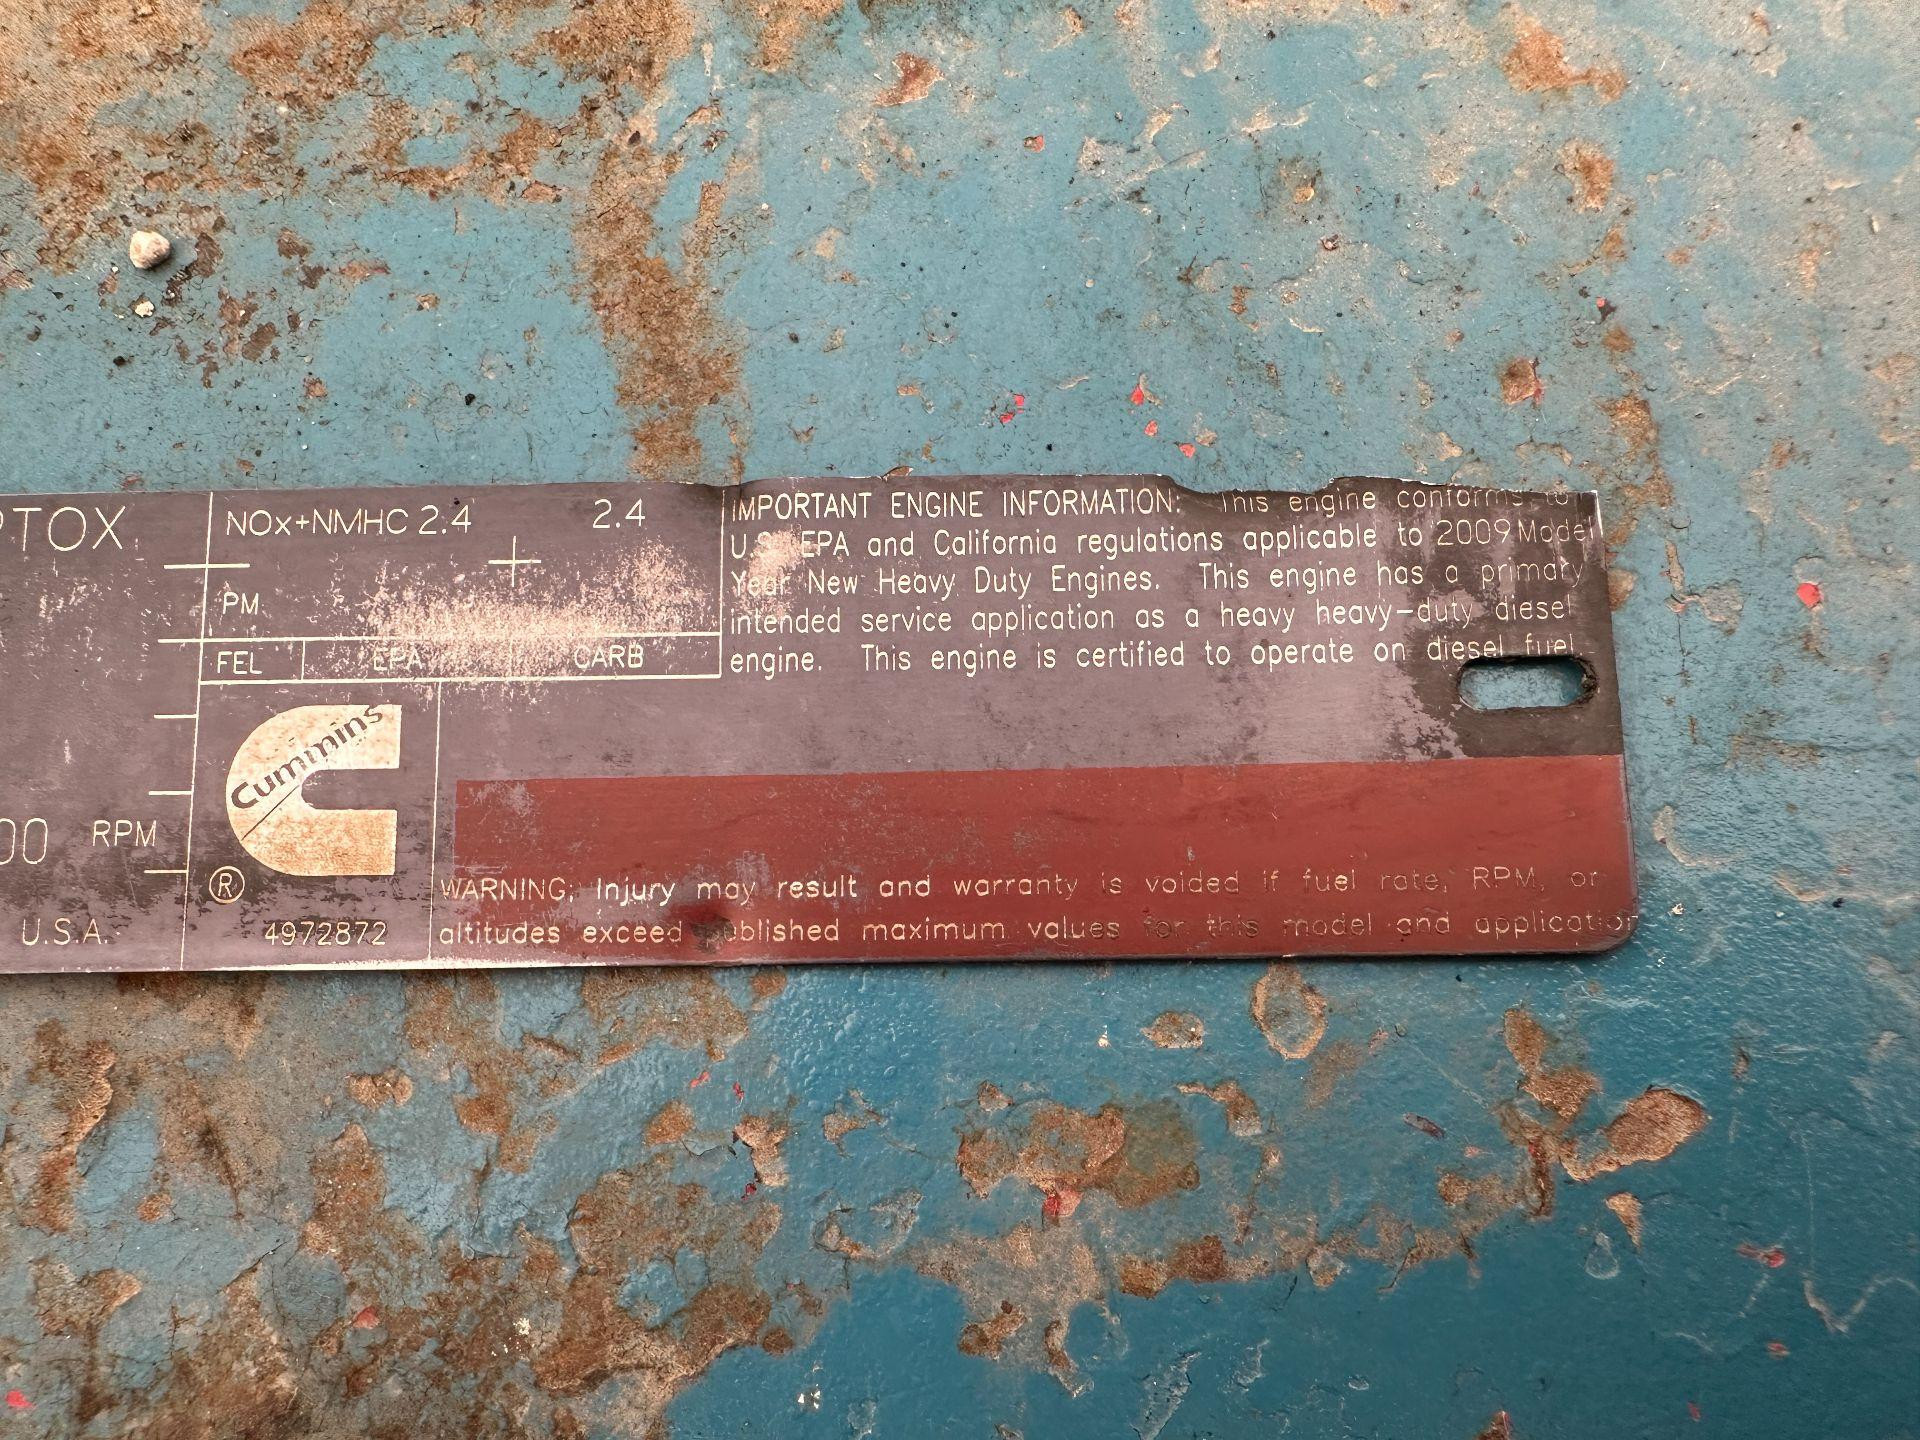 PTOX
NOx+NMHC 2.4 2.4
PM
FEL EPA CARB
IMPORTANT ENGINE INFORMATION: This engine conforms to
U.S. EPA and California regulations applicable to 2009 Model
Year New Heavy Duty Engines. This engine has a primary
intended service application as a heavy heavy-duty diesel
engine. This engine is certified to operate on diesel fuel.
00 RPM
U.S.A.
Cummins
®
4972872
WARNING: Injury may result and warranty is voided if fuel rate, RPM, or
altitudes exceed published maximum values for this model and application